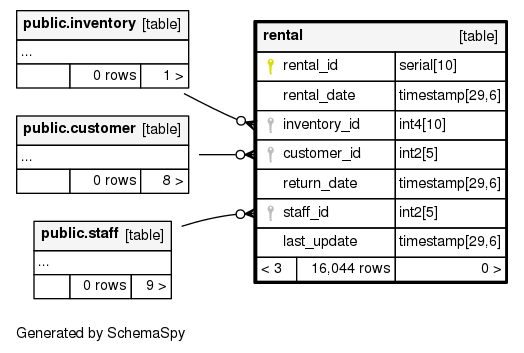 public.inventory [table]
...
0 rows 1 >
public.customer [table]
...
0 rows 8 >
public.staff [table]
...
0 rows 9 >
rental [table]
rental_id serial[10]
rental_date timestamp[29,6]
inventory_id int4[10]
customer_id int2[5]
return_date timestamp[29,6]
staff_id int2[5]
last_update timestamp[29,6]
< 3 16,044 rows 0 >
Generated by SchemaSpy